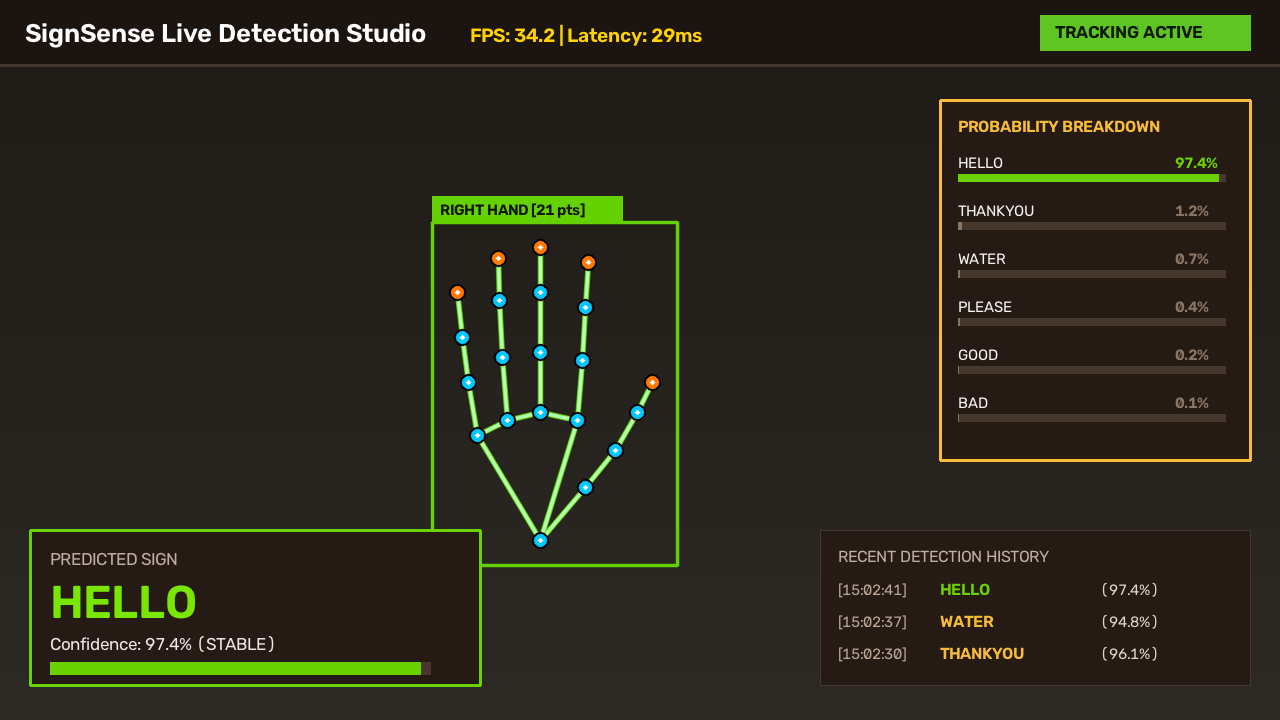 SignSense Live Detection Studio
FPS: 34.2 | Latency: 29ms
TRACKING ACTIVE
PROBABILITY BREAKDOWN
HELLO 97.4%
THANKYOU 1.2%
WATER 0.7%
PLEASE 0.4%
GOOD 0.2%
BAD 0.1%
RIGHT HAND [21 pts]
PREDICTED SIGN
HELLO
Confidence: 97.4% (STABLE)
RECENT DETECTION HISTORY
[15:02:41] HELLO (97.4%)
[15:02:37] WATER (94.8%)
[15:02:30] THANKYOU (96.1%)